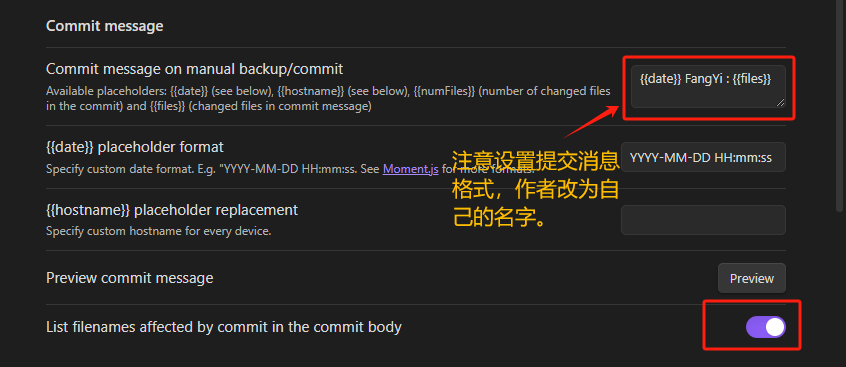 Commit message
Commit message on manual backup/commit
Available placeholders: {{date}} (see below), {{hostname}} (see below), {{numFiles}} (number of changed files
in the commit) and {{files}} (changed files in commit message)
{{date}} FangYi : {{files}}
{{date}} placeholder format
Specify custom date format. E.g. "YYYY-MM-DD HH:mm:ss. See Moment.js for more formats.
YYYY-MM-DD HH:mm:ss
注意设置提交消息
格式，作者改为自
己的名字。
{{hostname}} placeholder replacement
Specify custom hostname for every device.
Preview commit message
Preview
List filenames affected by commit in the commit body